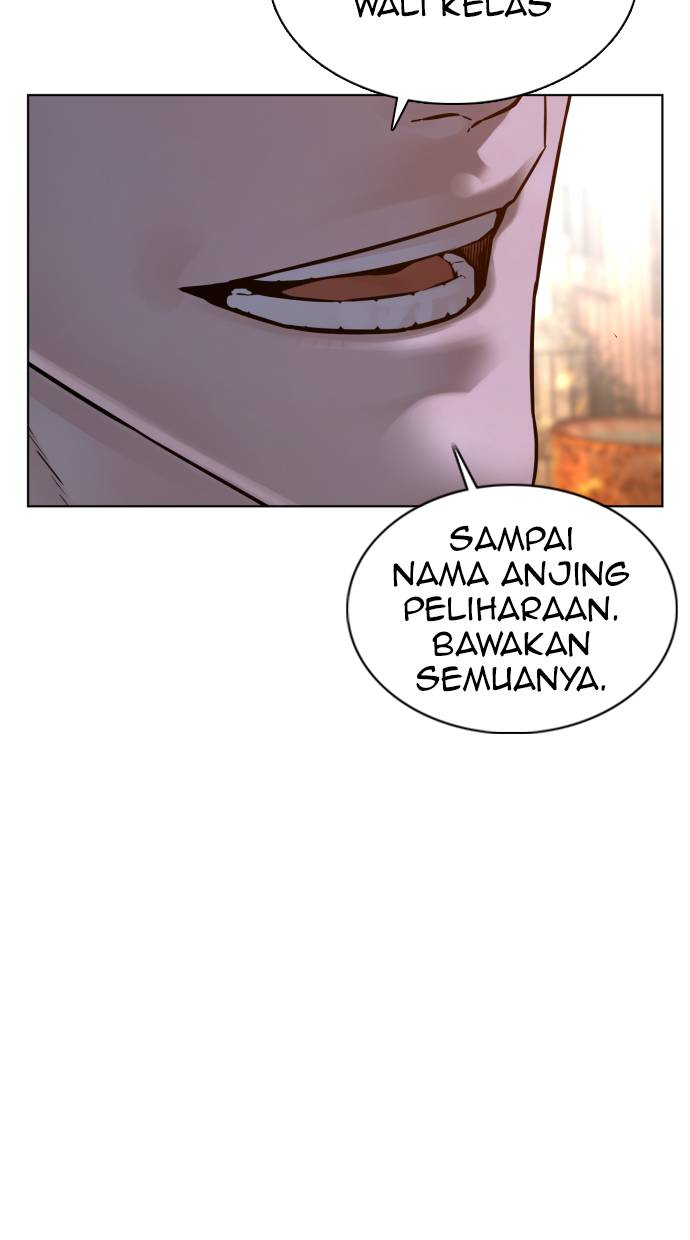 WALI KELAS
SAMPAI
NAMA ANJING
PELIHARAAN.
BAWAKAN
SEMUANYA.